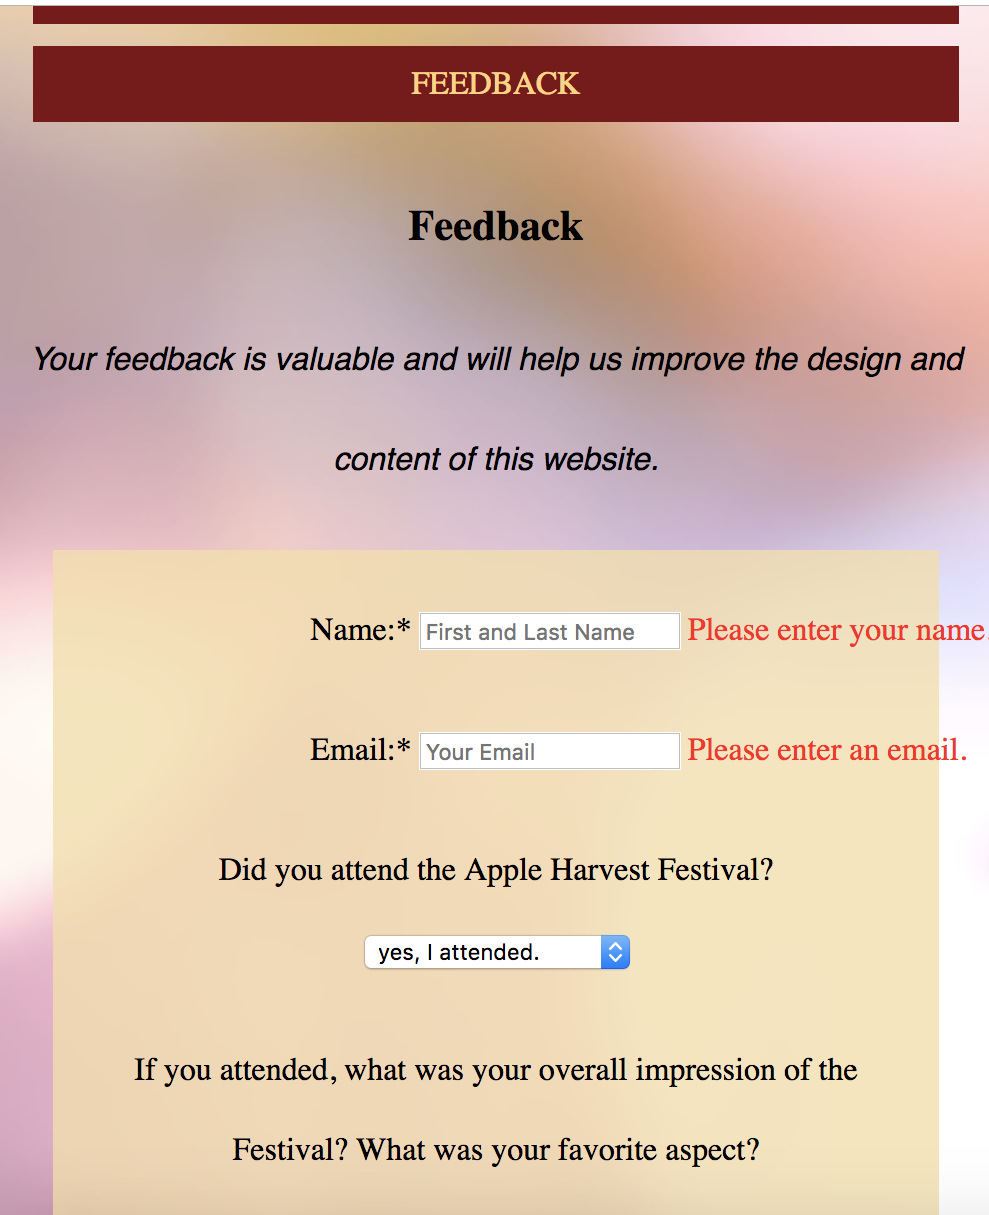 FEEDBACK
Feedback
Your feedback is valuable and will help us improve the design and
content of this website.
Name:* First and Last Name Please enter your name.
Email:* Your Email Please enter an email.
Did you attend the Apple Harvest Festival?
yes, I attended.
If you attended, what was your overall impression of the
Festival? What was your favorite aspect?